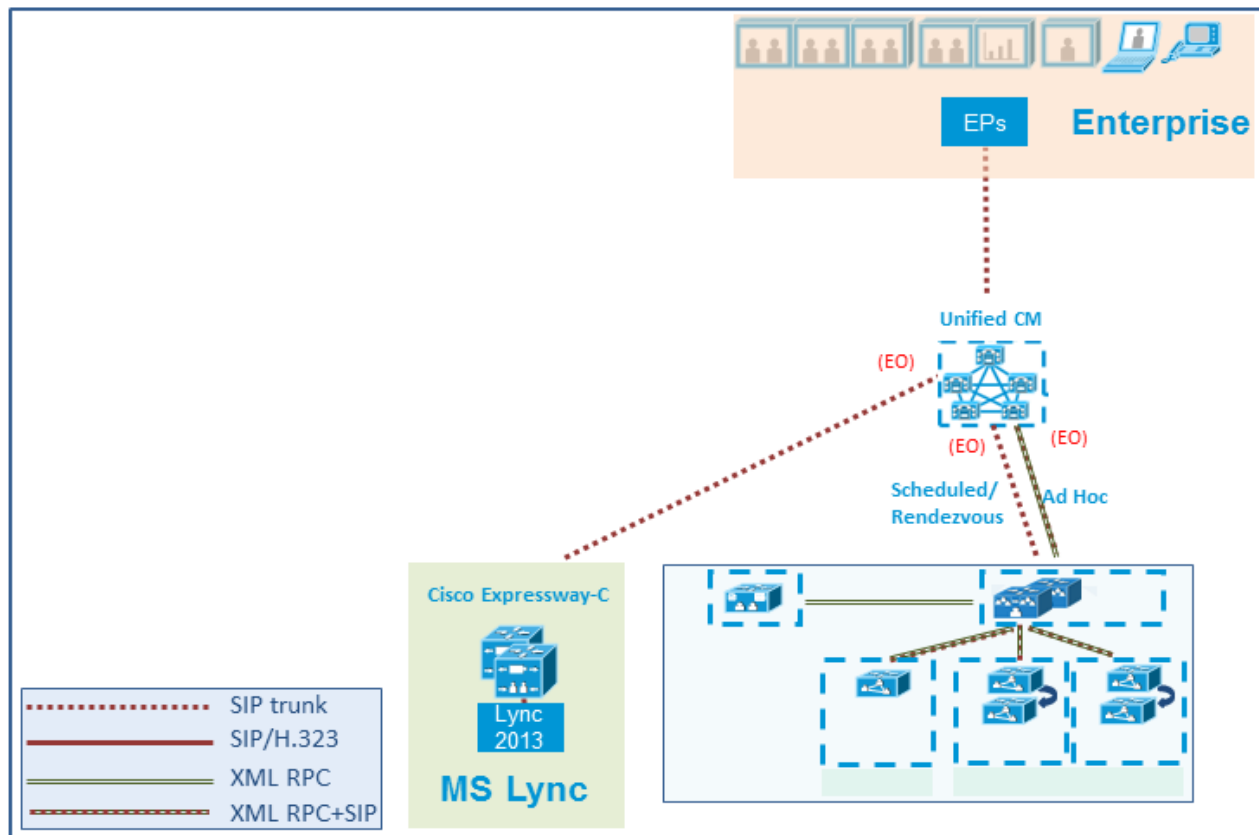 EPs
Enterprise
Unified CM
(EO)
(EO)
(EO)
Scheduled/
Rendezvous
Ad Hoc
Cisco Expressway-C
Lync
2013
MS Lync
SIP trunk
SIP/H.323
XML RPC
XML RPC+SIP